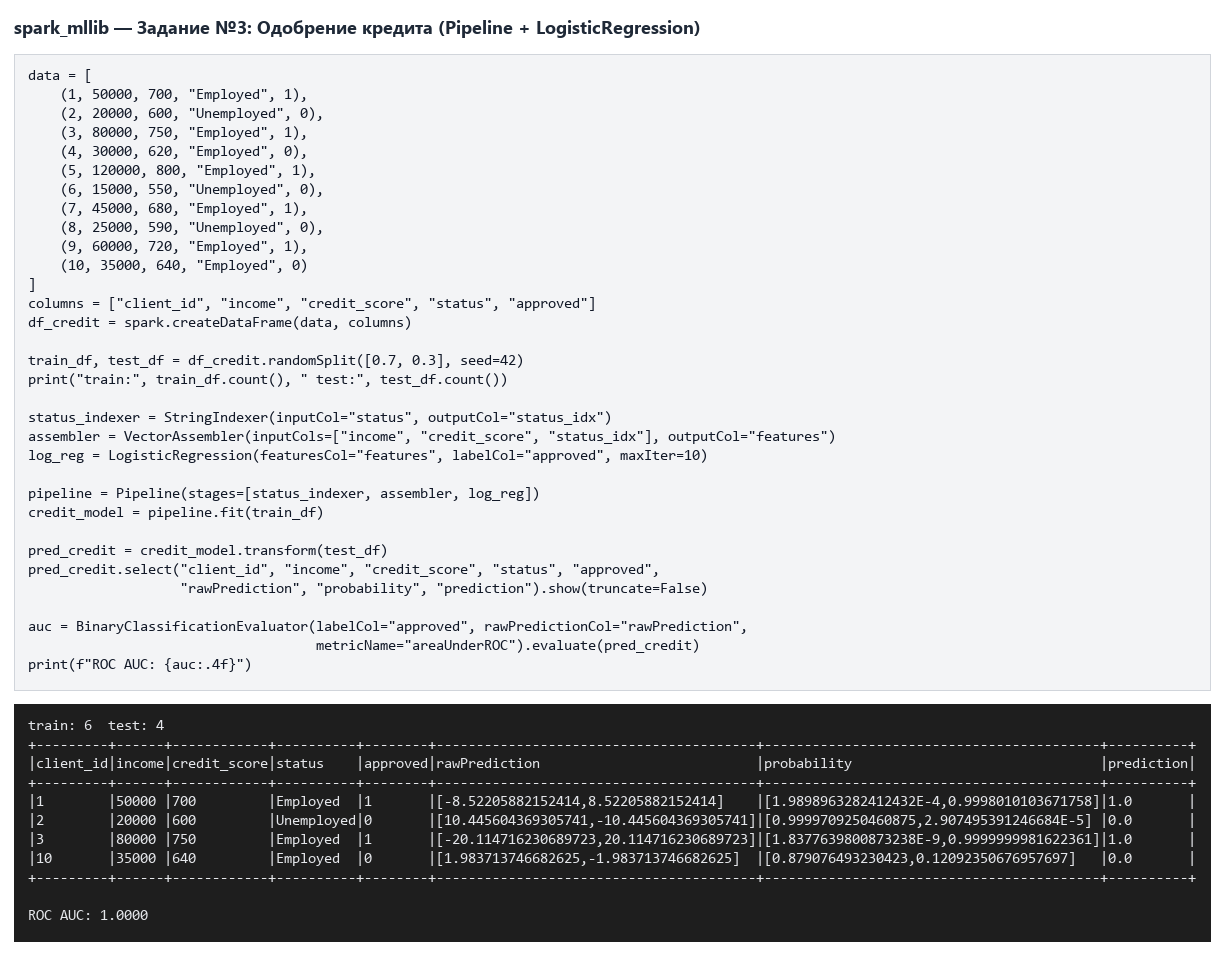 spark_mllib — Задание №3: Одобрение кредита (Pipeline + LogisticRegression)
data = [
    (1, 50000, 700, "Employed", 1),
    (2, 20000, 600, "Unemployed", 0),
    (3, 80000, 750, "Employed", 1),
    (4, 30000, 620, "Employed", 0),
    (5, 120000, 800, "Employed", 1),
    (6, 15000, 550, "Unemployed", 0),
    (7, 45000, 680, "Employed", 1),
    (8, 25000, 590, "Unemployed", 0),
    (9, 60000, 720, "Employed", 1),
    (10, 35000, 640, "Employed", 0)
]
columns = ["client_id", "income", "credit_score", "status", "approved"]
df_credit = spark.createDataFrame(data, columns)

train_df, test_df = df_credit.randomSplit([0.7, 0.3], seed=42)
print("train:", train_df.count(), " test:", test_df.count())

status_indexer = StringIndexer(inputCol="status", outputCol="status_idx")
assembler = VectorAssembler(inputCols=["income", "credit_score", "status_idx"], outputCol="features")
log_reg = LogisticRegression(featuresCol="features", labelCol="approved", maxIter=10)

pipeline = Pipeline(stages=[status_indexer, assembler, log_reg])
credit_model = pipeline.fit(train_df)

pred_credit = credit_model.transform(test_df)
pred_credit.select("client_id", "income", "credit_score", "status", "approved",
                   "rawPrediction", "probability", "prediction").show(truncate=False)

auc = BinaryClassificationEvaluator(labelCol="approved", rawPredictionCol="rawPrediction",
                                    metricName="areaUnderROC").evaluate(pred_credit)
print(f"ROC AUC: {auc:.4f}")
train: 6  test: 4
+---------+------+------------+----------+--------+----------------------------------------+------------------------------------------+----------+
|client_id|income|credit_score|status    |approved|rawPrediction                           |probability                               |prediction|
+---------+------+------------+----------+--------+----------------------------------------+------------------------------------------+----------+
|1        |50000 |700         |Employed  |1       |[-8.52205882152414,8.52205882152414]    |[1.9898963282412432E-4,0.9998010103671758]|1.0       |
|2        |20000 |600         |Unemployed|0       |[10.445604369305741,-10.445604369305741]|[0.9999709250460875,2.907495391246684E-5] |0.0       |
|3        |80000 |750         |Employed  |1       |[-20.114716230689723,20.114716230689723]|[1.8377639800873238E-9,0.9999999981622361]|1.0       |
|10       |35000 |640         |Employed  |0       |[1.983713746682625,-1.983713746682625]  |[0.879076493230423,0.12092350676957697]   |0.0       |
+---------+------+------------+----------+--------+----------------------------------------+------------------------------------------+----------+

ROC AUC: 1.0000